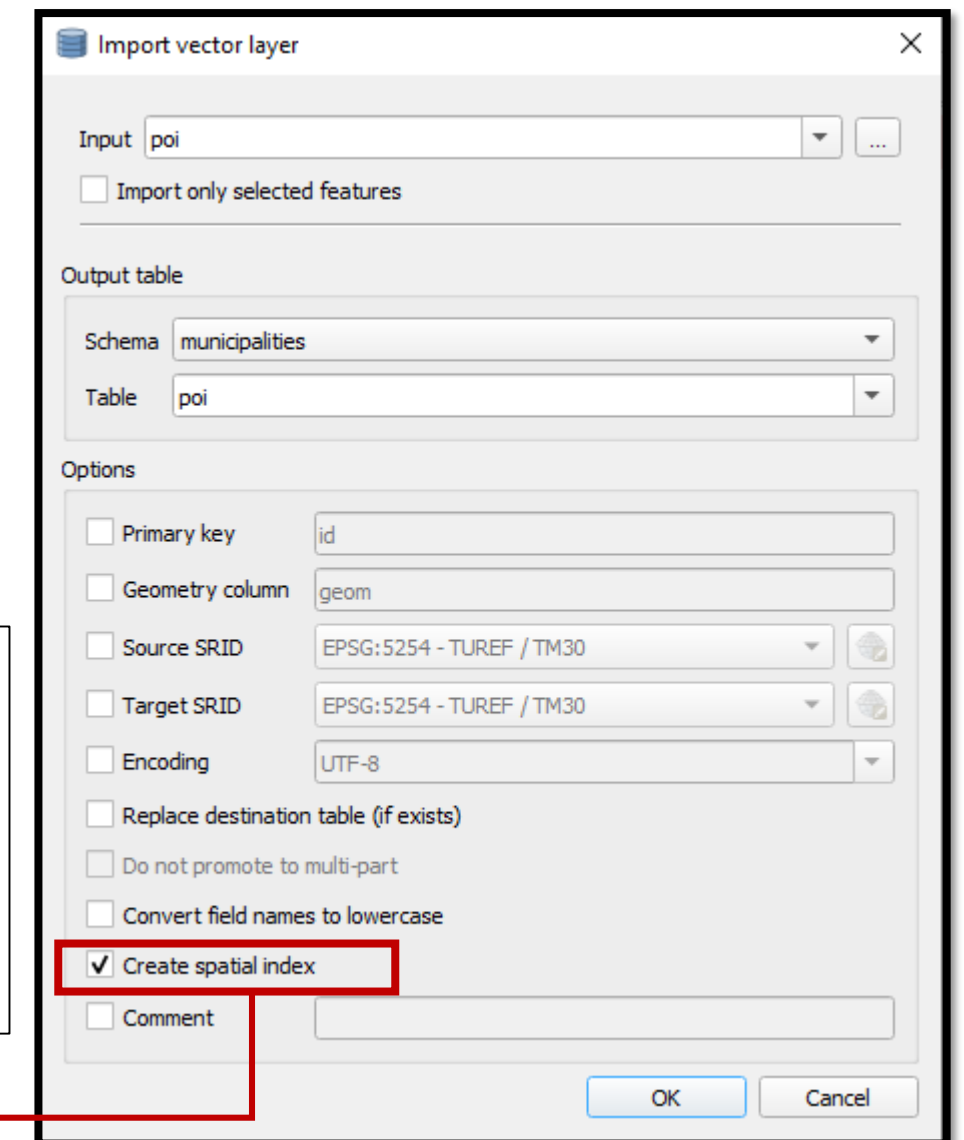 Import vector layer
Input poi ...
Import only selected features
Output table
Schema municipalities
Table poi
Options
Primary key id
Geometry column geom
Source SRID EPSG:5254 - TUREF / TM30
Target SRID EPSG:5254 - TUREF / TM30
Encoding UTF-8
Replace destination table (if exists)
Do not promote to multi-part
Convert field names to lowercase
Create spatial index
Comment
OK Cancel